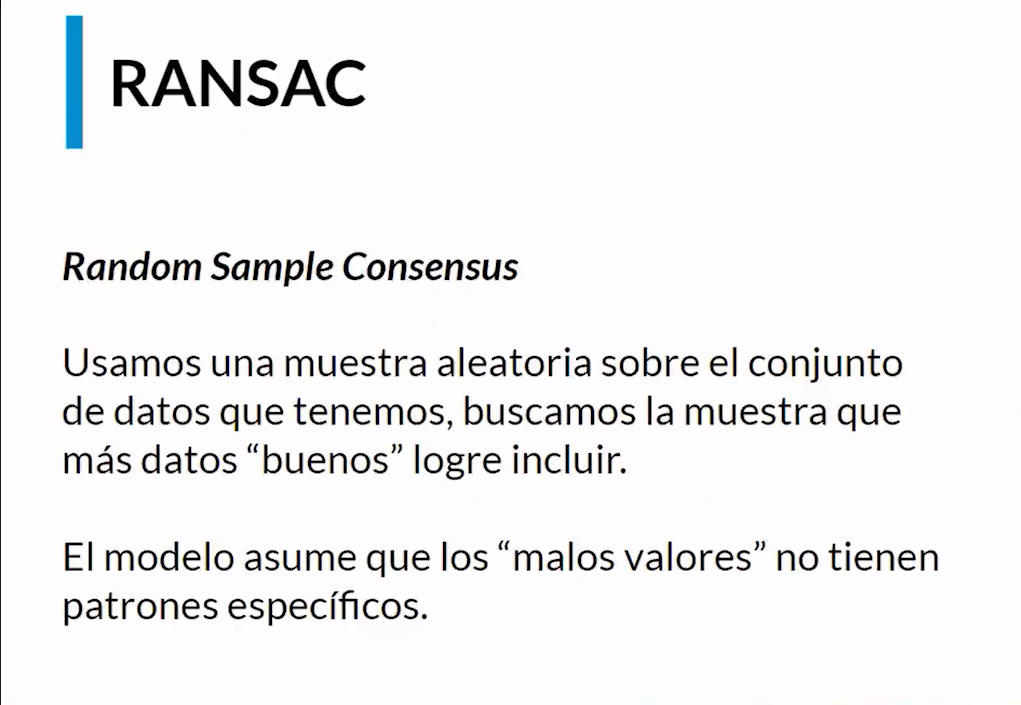 RANSAC
Random Sample Consensus
Usamos una muestra aleatoria sobre el conjunto
de datos que tenemos, buscamos la muestra que
más datos “buenos” logre incluir.
El modelo asume que los “malos valores” no tienen
patrones específicos.